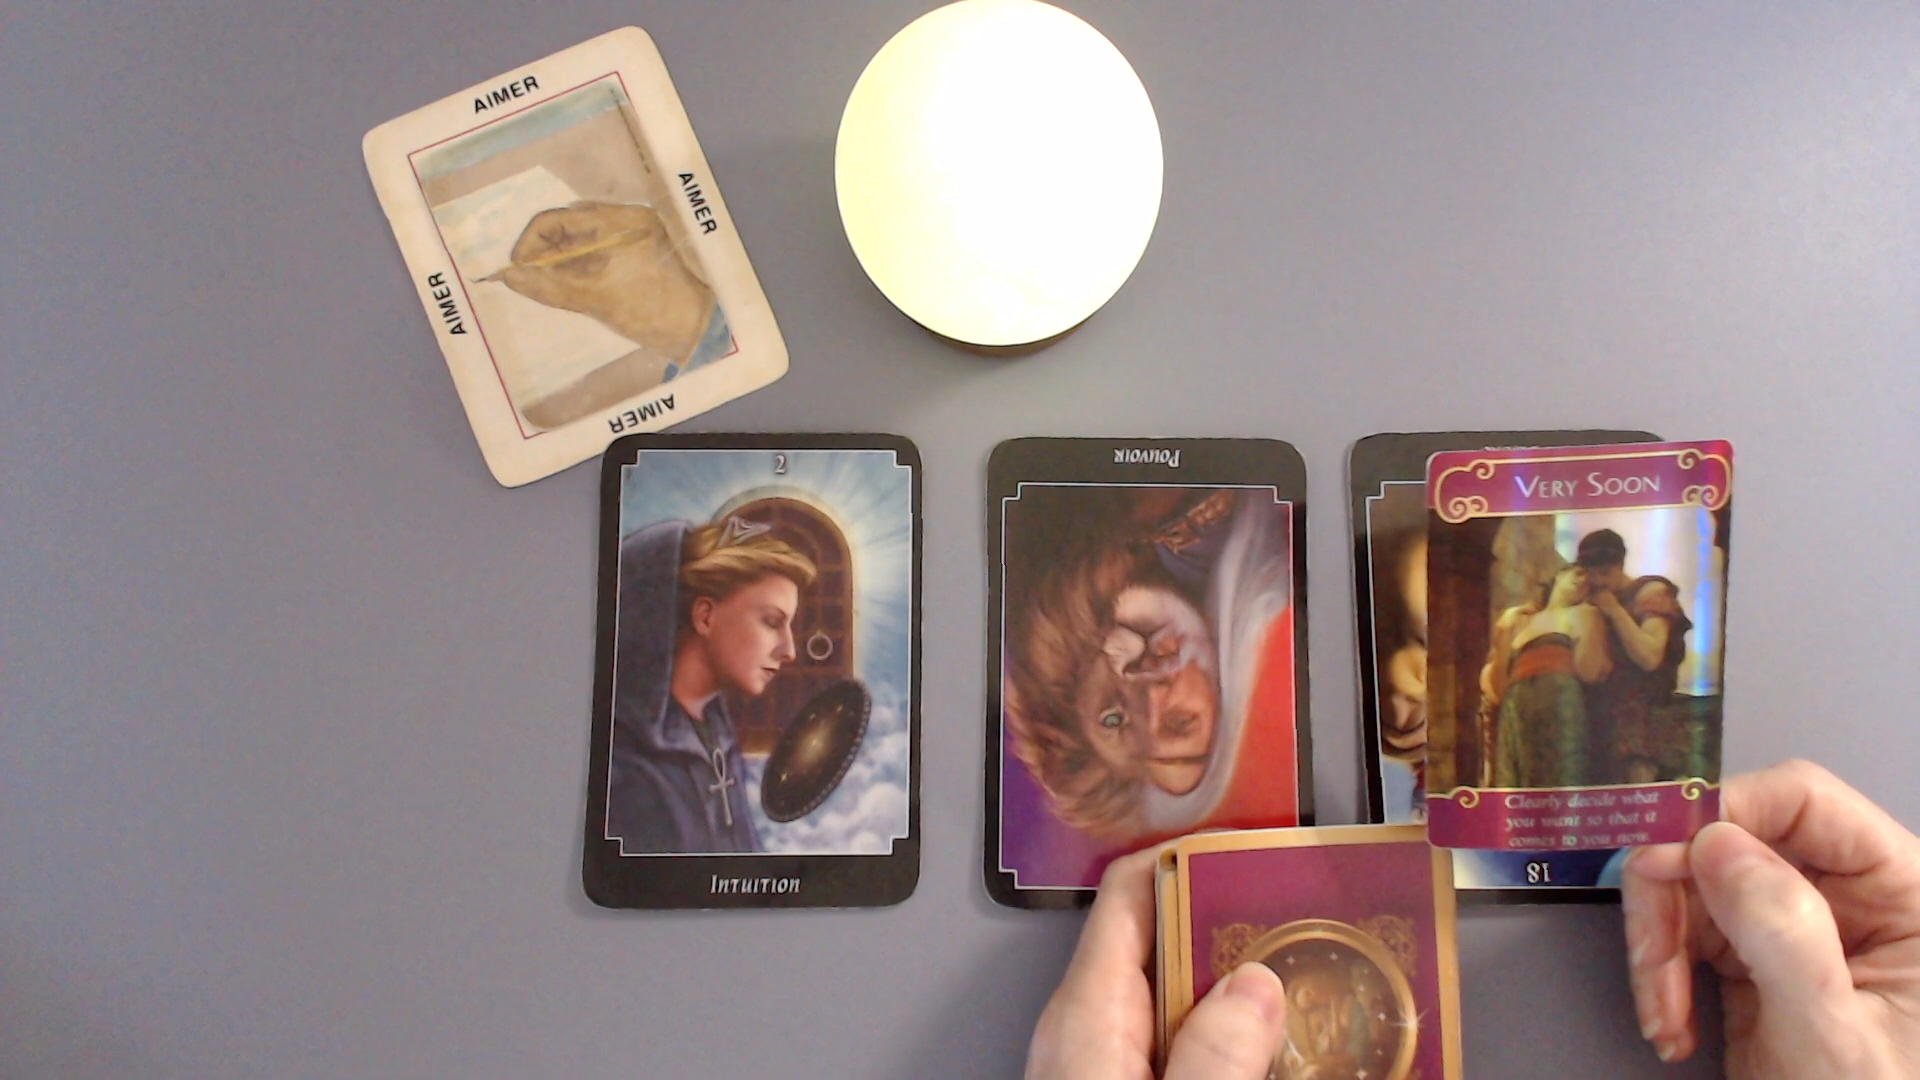 AIMER
AIMER
AIMER
AIMER
2
INTUITION
POUVOIR
VERY SOON
Clearly decide what
you want so that it
comes to you now.
18